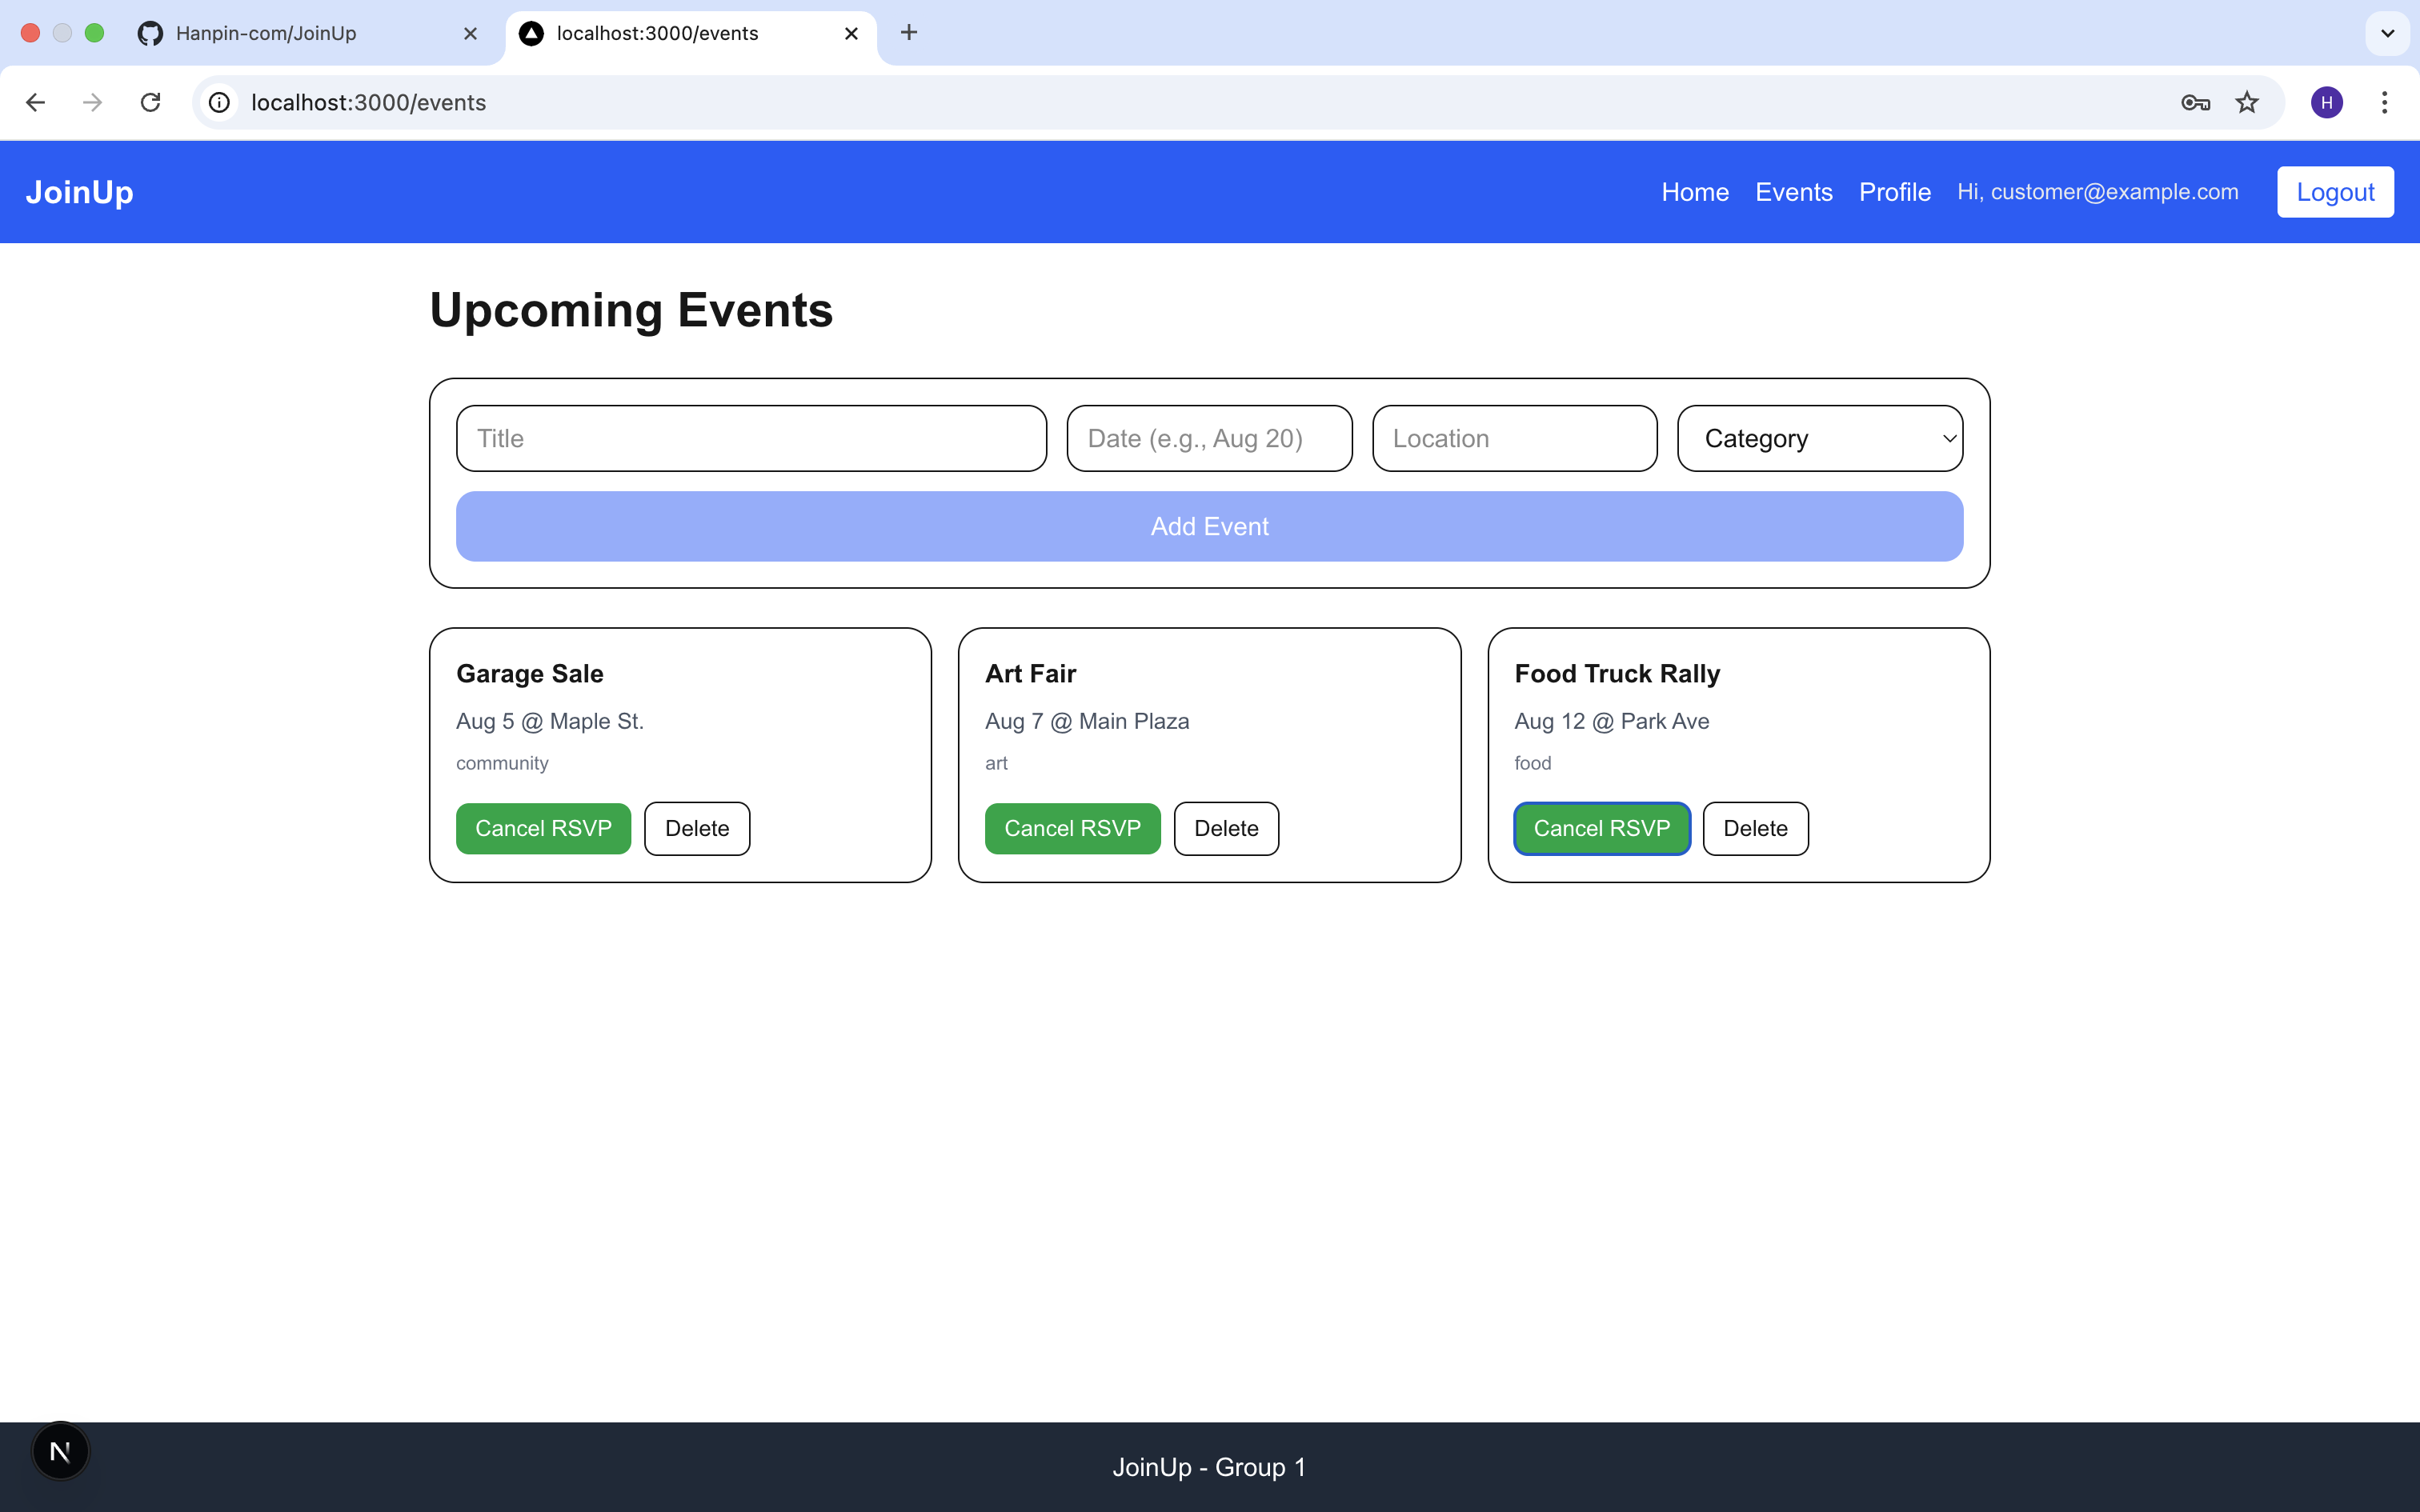 Hanpin-com/JoinUp
localhost:3000/events
localhost:3000/events
H
JoinUp
Home Events Profile Hi, customer@example.com Logout
Upcoming Events
Title Date (e.g., Aug 20) Location Category
Add Event
Garage Sale
Aug 5 @ Maple St.
community
Cancel RSVP Delete
Art Fair
Aug 7 @ Main Plaza
art
Cancel RSVP Delete
Food Truck Rally
Aug 12 @ Park Ave
food
Cancel RSVP Delete
N
JoinUp - Group 1